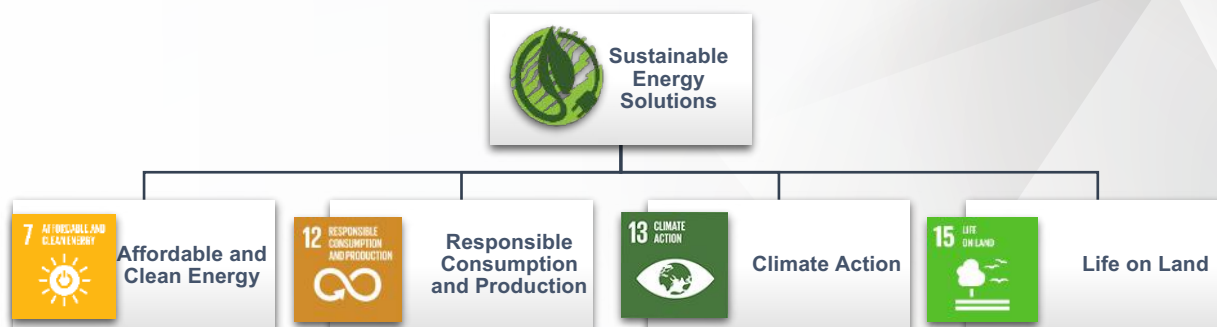 Sustainable
Energy
Solutions
7 AFFORDABLE AND
CLEAN ENERGY
Affordable and
Clean Energy
12 RESPONSIBLE
CONSUMPTION
AND PRODUCTION
Responsible
Consumption
and Production
13 CLIMATE
ACTION
Climate Action
15 LIFE
ON LAND
Life on Land